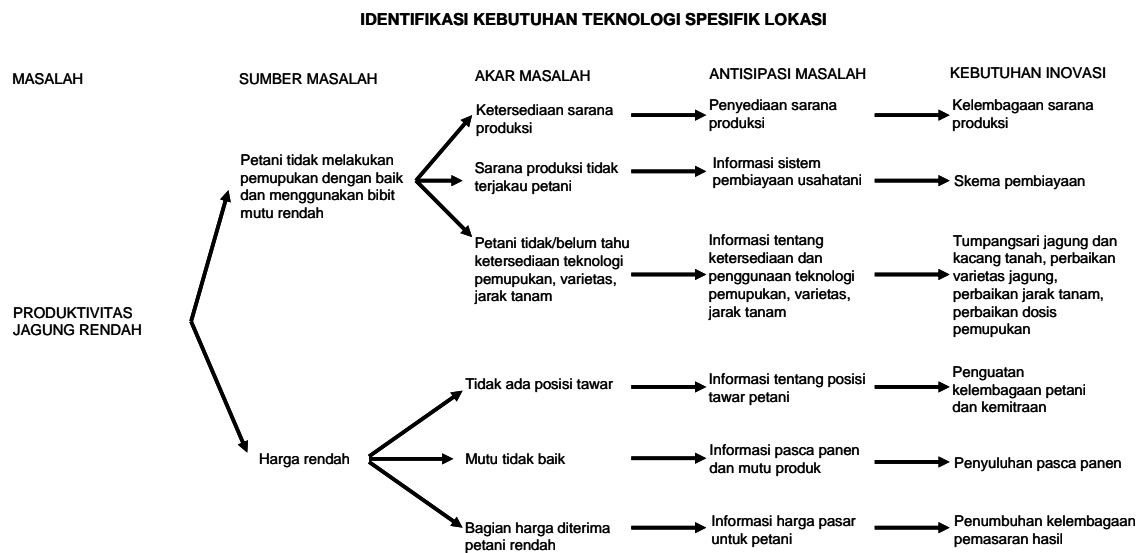 IDENTIFIKASI KEBUTUHAN TEKNOLOGI SPESIFIK LOKASI
MASALAH
SUMBER MASALAH
AKAR MASALAH
ANTISIPASI MASALAH
KEBUTUHAN INOVASI
PRODUKTIVITAS
JAGUNG RENDAH
Petani tidak melakukan
pemupukan dengan baik
dan menggunakan bibit
mutu rendah
Ketersediaan sarana
produksi
Penyediaan sarana
produksi
Kelembagaan sarana
produksi
Sarana produksi tidak
terjakau petani
Informasi sistem
pembiayaan usahatani
Skema pembiayaan
Petani tidak/belum tahu
ketersediaan teknologi
pemupukan, varietas,
jarak tanam
Informasi tentang
ketersediaan dan
penggunaan teknologi
pemupukan, varietas,
jarak tanam
Tumpangsari jagung dan
kacang tanah, perbaikan
varietas jagung,
perbaikan jarak tanam,
perbaikan dosis
pemupukan
Harga rendah
Tidak ada posisi tawar
Informasi tentang posisi
tawar petani
Penguatan
kelembagaan petani
dan kemitraan
Mutu tidak baik
Informasi pasca panen
dan mutu produk
Penyuluhan pasca panen
Bagian harga diterima
petani rendah
Informasi harga pasar
untuk petani
Penumbuhan kelembagaan
pemasaran hasil